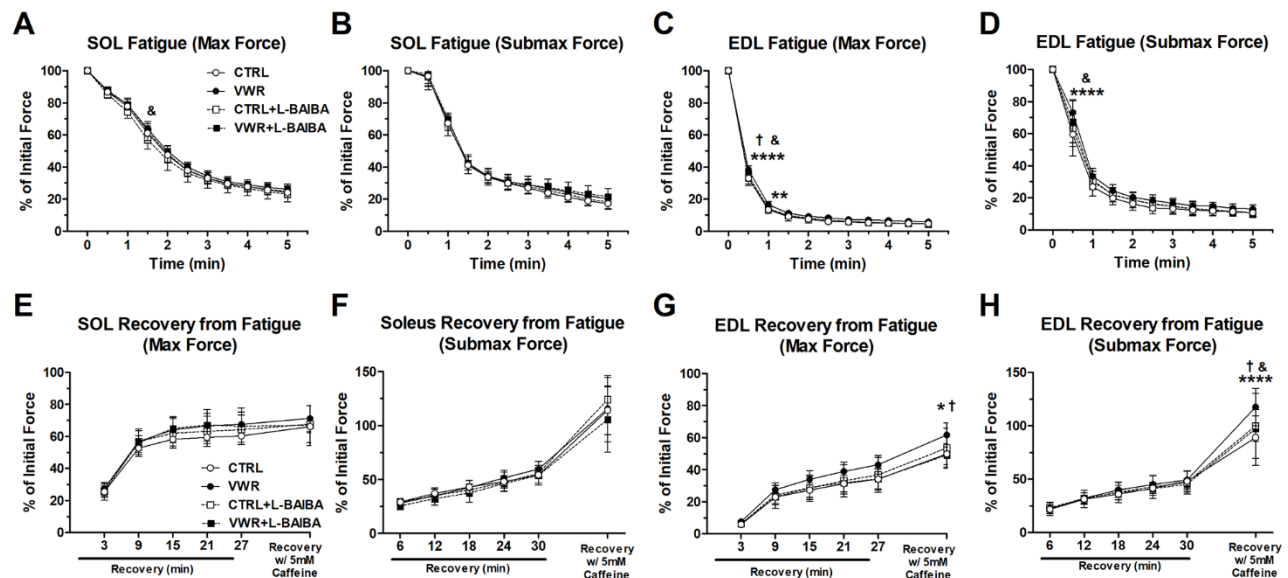 A
SOL Fatigue (Max Force)
% of Initial Force
100
80
60
40
20
0
CTRL
VWR
CTRL+L-BAIBA
VWR+L-BAIBA
&
0 1 2 3 4 5
Time (min)
B
SOL Fatigue (Submax Force)
% of Initial Force
100
80
60
40
20
0
0 1 2 3 4 5
Time (min)
C
EDL Fatigue (Max Force)
% of Initial Force
100
80
60
40
20
0
† &
****
**
0 1 2 3 4 5
Time (min)
D
EDL Fatigue (Submax Force)
% of Initial Force
100
80
60
40
20
0
&
****
0 1 2 3 4 5
Time (min)
E
SOL Recovery from Fatigue
(Max Force)
% of Initial Force
100
80
60
40
20
0
CTRL
VWR
CTRL+L-BAIBA
VWR+L-BAIBA
3 9 15 21 27
Recovery (min)
Recovery
w/ 5mM
Caffeine
F
Soleus Recovery from Fatigue
(Submax Force)
% of Initial Force
150
100
50
0
6 12 18 24 30
Recovery (min)
Recovery
w/ 5mM
Caffeine
G
EDL Recovery from Fatigue
(Max Force)
% of Initial Force
100
80
60
40
20
0
* †
3 9 15 21 27
Recovery (min)
Recovery
w/ 5mM
Caffeine
H
EDL Recovery from Fatigue
(Submax Force)
% of Initial Force
150
100
50
0
† &
****
6 12 18 24 30
Recovery (min)
Recovery
w/ 5mM
Caffeine